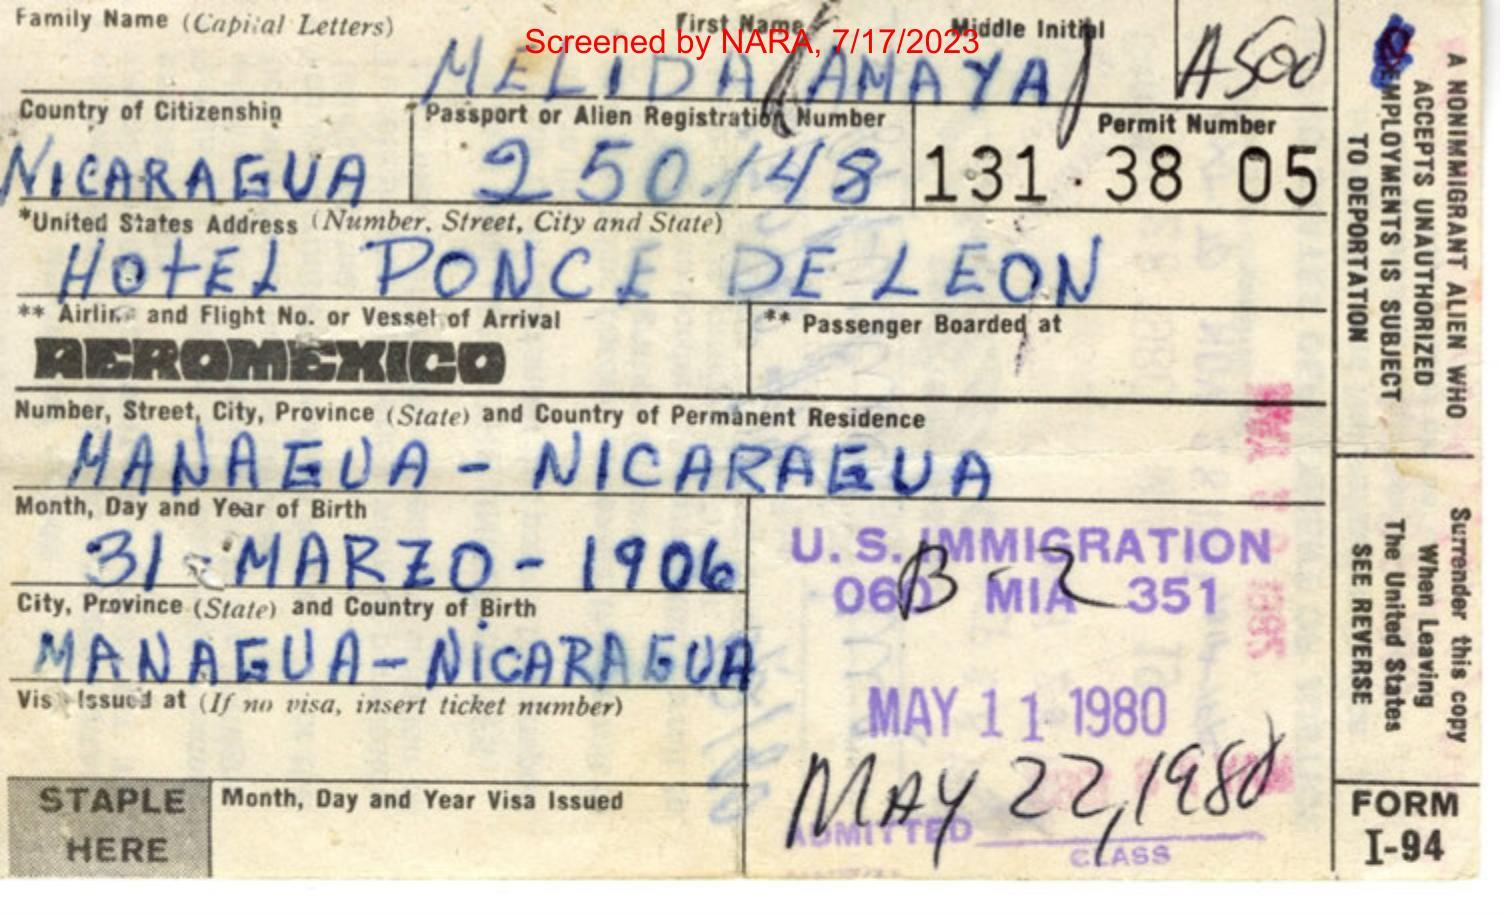 Family Name (Capital Letters) First Name Middle Initial
Screened by NARA, 7/17/2023
MELIDA (AMAYA) A500
Country of Citizenship Passport or Alien Registration Number Permit Number
NICARAGUA 250148 131 38 05
*United States Address (Number, Street, City and State)
HOTEL PONCE DE LEON
** Airline and Flight No. or Vessel of Arrival ** Passenger Boarded at
AEROMEXICO
Number, Street, City, Province (State) and Country of Permanent Residence
MANAGUA - NICARAGUA
Month, Day and Year of Birth
31 - MARZO - 1906
City, Province (State) and Country of Birth
MANAGUA - NICARAGUA
Visa Issued at (If no visa, insert ticket number)
Month, Day and Year Visa Issued
STAPLE
HERE
U. S. IMMIGRATION
060 MIA 351
B-2
MAY 11 1980
MAY 22, 1980
ADMITTED
CLASS
A NONIMMIGRANT ALIEN WHO
ACCEPTS UNAUTHORIZED
EMPLOYMENTS IS SUBJECT
TO DEPORTATION
Surrender this copy
When Leaving
The United States
SEE REVERSE
FORM
I-94